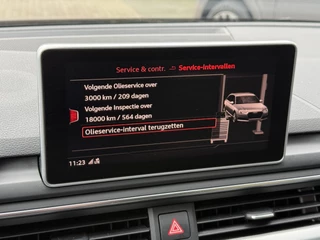 Service & contr. → Service-intervallen
Volgende Olieservice over
3000 km / 209 dagen
Volgende Inspectie over
18000 km / 564 dagen
Olieservice-interval terugzetten
11:23